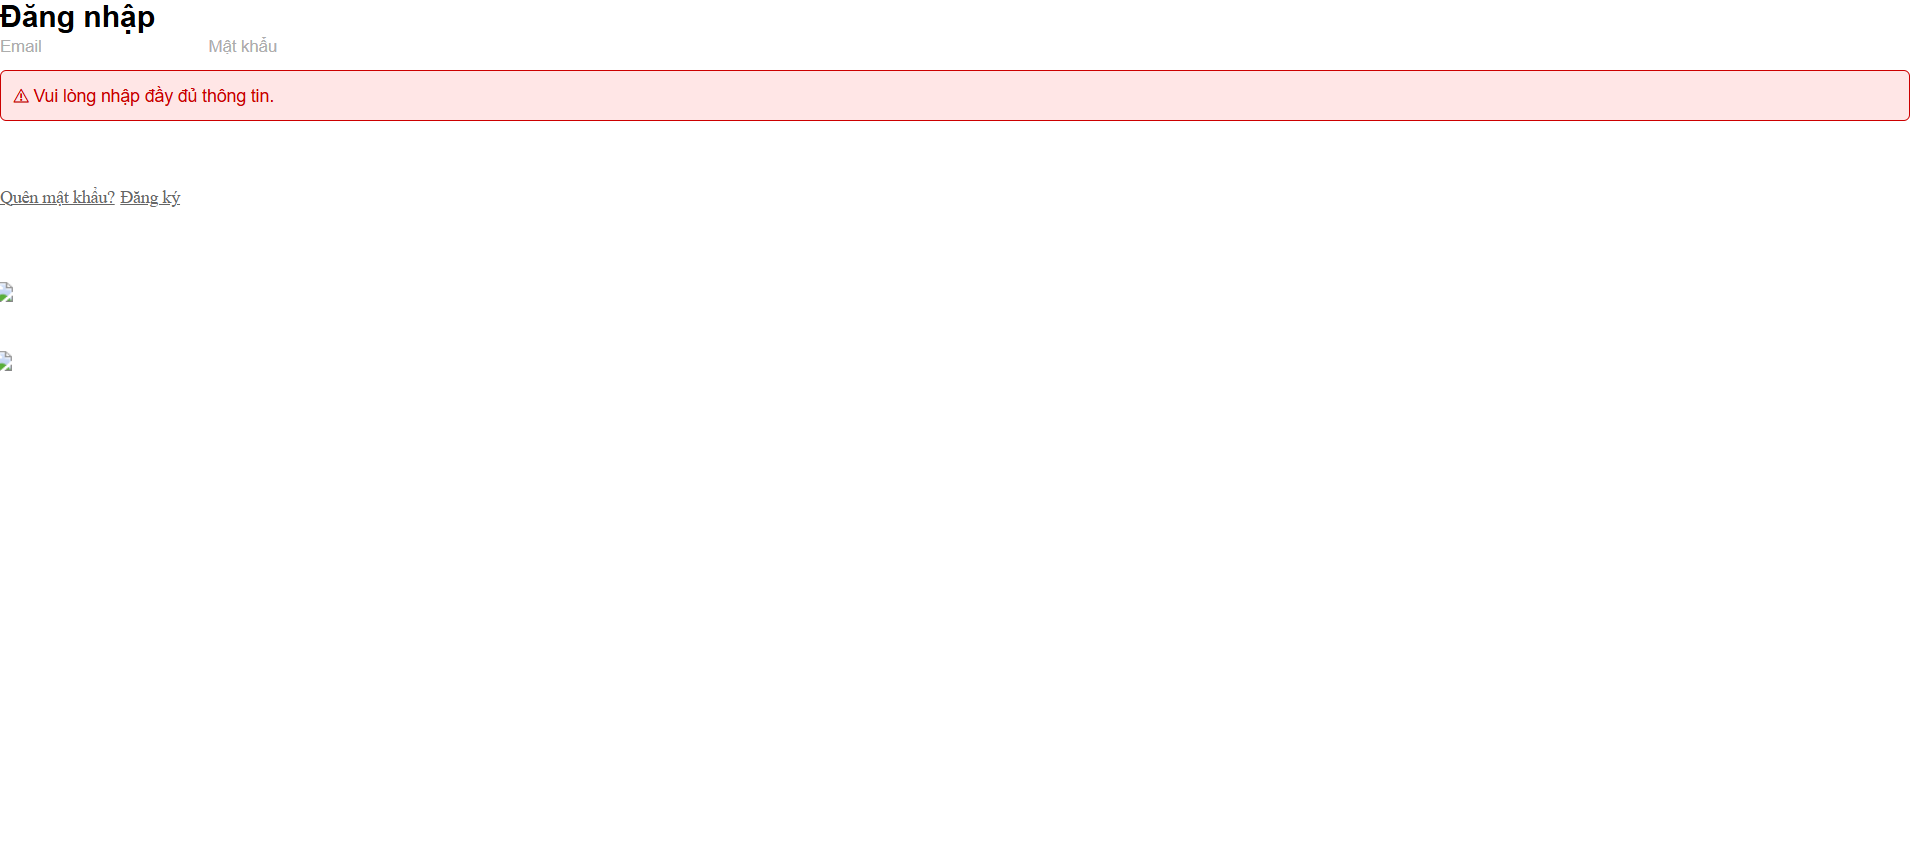 Đăng nhập
Email Mật khẩu
⚠ Vui lòng nhập đầy đủ thông tin.
Quên mật khẩu? Đăng ký